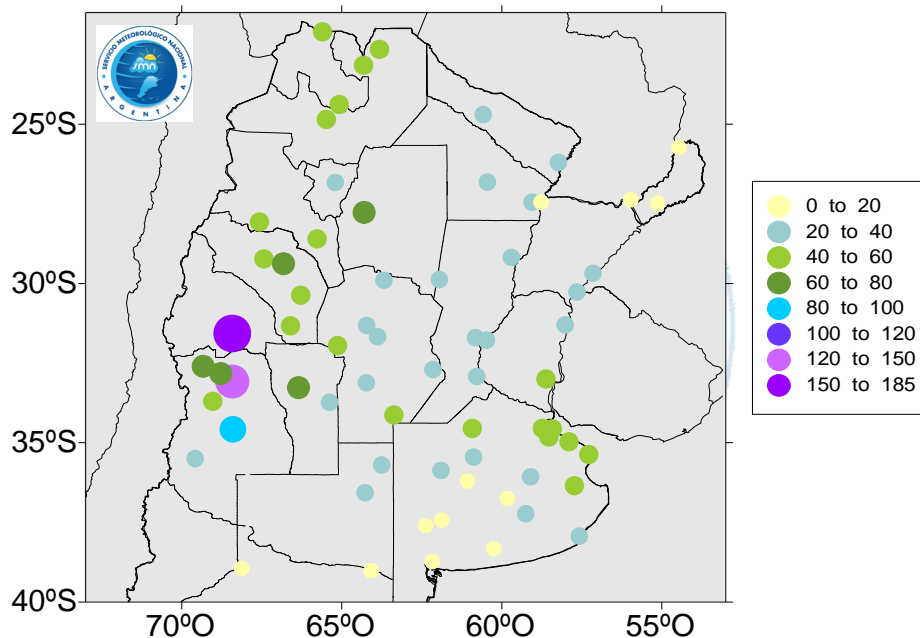 SERVICIO METEOROLÓGICO NACIONAL
smn
ARGENTINA
25ºS
30ºS
35ºS
40ºS
70ºO
65ºO
60ºO
55ºO
0 to 20
20 to 40
40 to 60
60 to 80
80 to 100
100 to 120
120 to 150
150 to 185